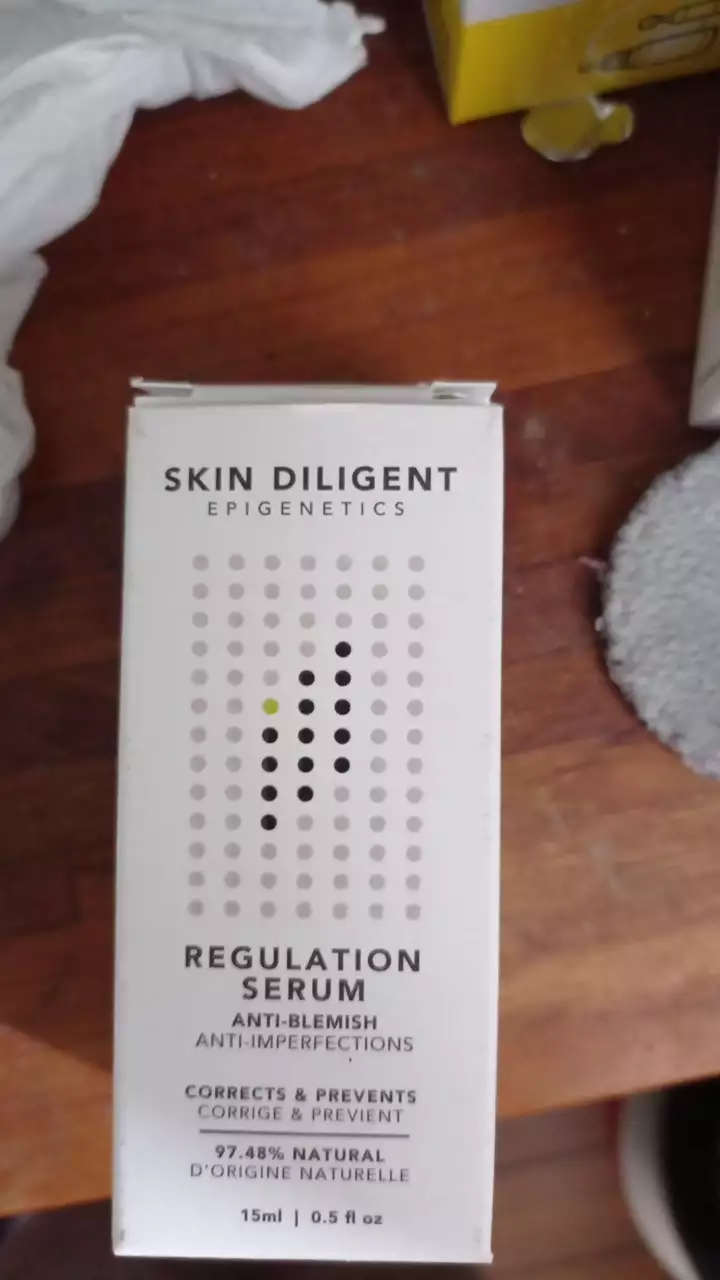 SKIN DILIGENT
EPIGENETICS
REGULATION
SERUM
ANTI-BLEMISH
ANTI-IMPERFECTIONS
CORRECTS & PREVENTS
CORRIGE & PREVIENT
97.48% NATURAL
D'ORIGINE NATURELLE
15ml | 0.5 fl oz